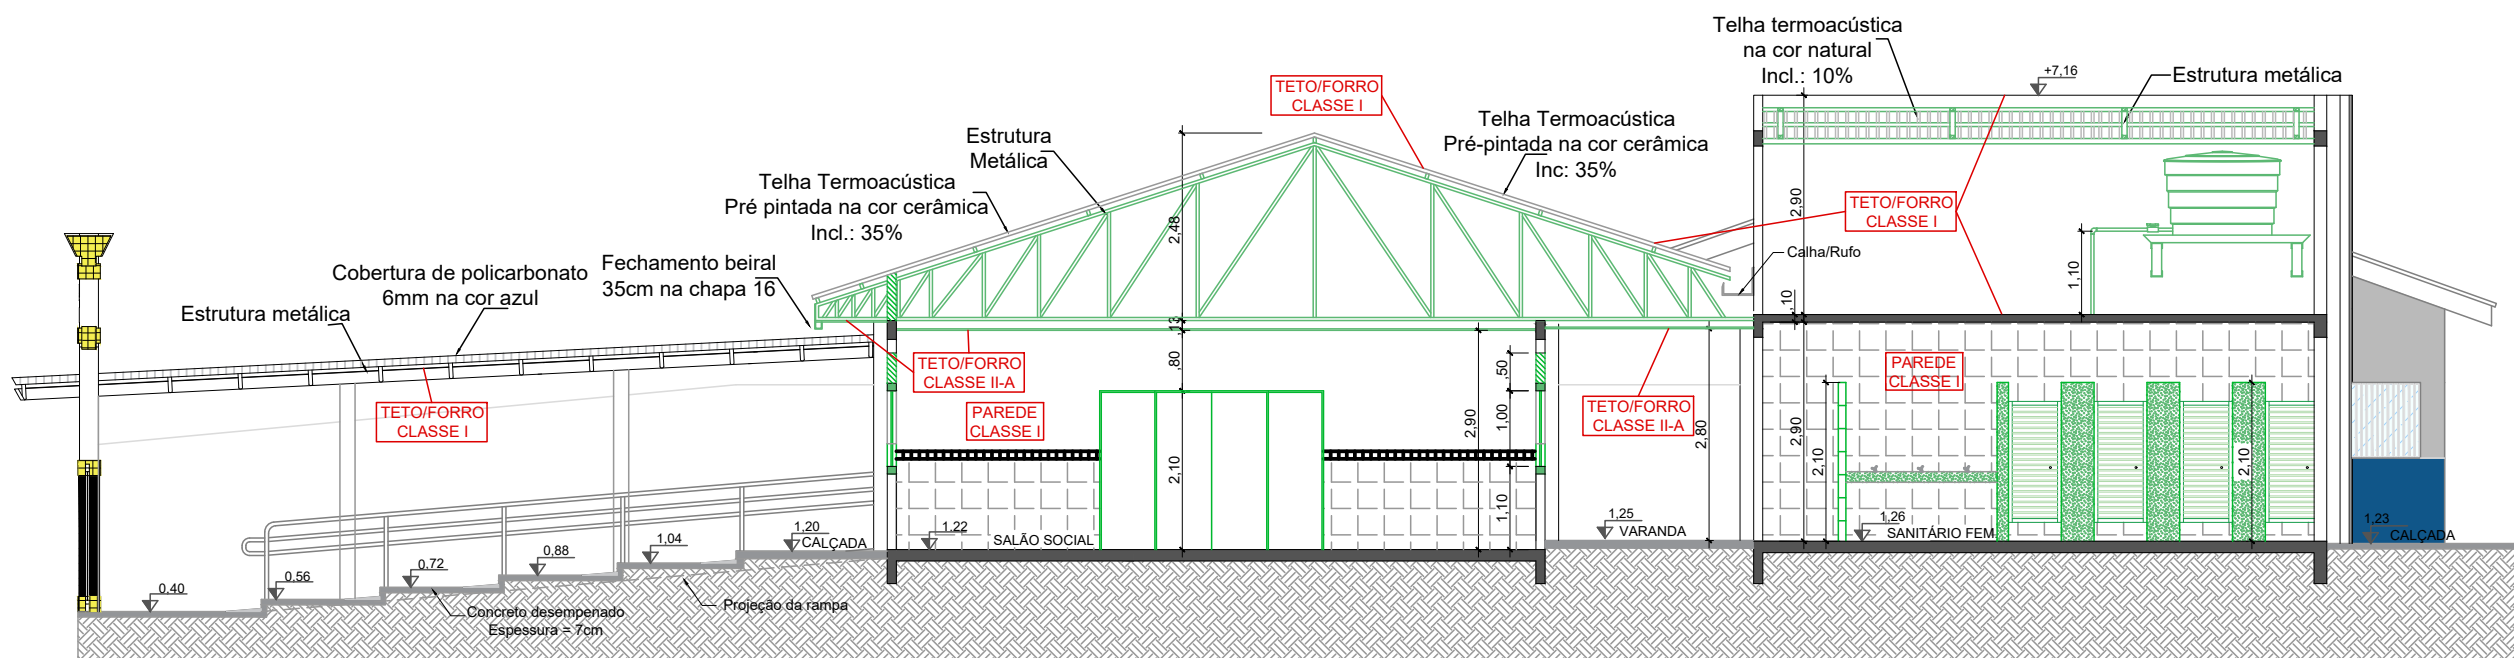 Telha termoacústica
na cor natural
Incl.: 10%
+7,16
Estrutura metálica
TETO/FORRO
CLASSE I
Telha Termoacústica
Pré-pintada na cor cerâmica
Inc: 35%
Estrutura
Metálica
Telha Termoacústica
Pré pintada na cor cerâmica
Incl.: 35%
2,48
2,90
TETO/FORRO
CLASSE I
Calha/Rufo
1,10
,10
Cobertura de policarbonato
6mm na cor azul
Fechamento beiral
35cm na chapa 16
Estrutura metálica
TETO/FORRO
CLASSE I
TETO/FORRO
CLASSE II-A
PAREDE
CLASSE I
,13
,80
2,10
2,90
,50
1,00
1,10
TETO/FORRO
CLASSE II-A
2,80
PAREDE
CLASSE I
2,90
2,10
2,10
0,40
0,56
0,72
0,88
1,04
1,20
CALÇADA
1,22
SALÃO SOCIAL
1,25
VARANDA
1,26
SANITÁRIO FEM
1,23
CALÇADA
Concreto desempenado
Espessura = 7cm
Projeção da rampa